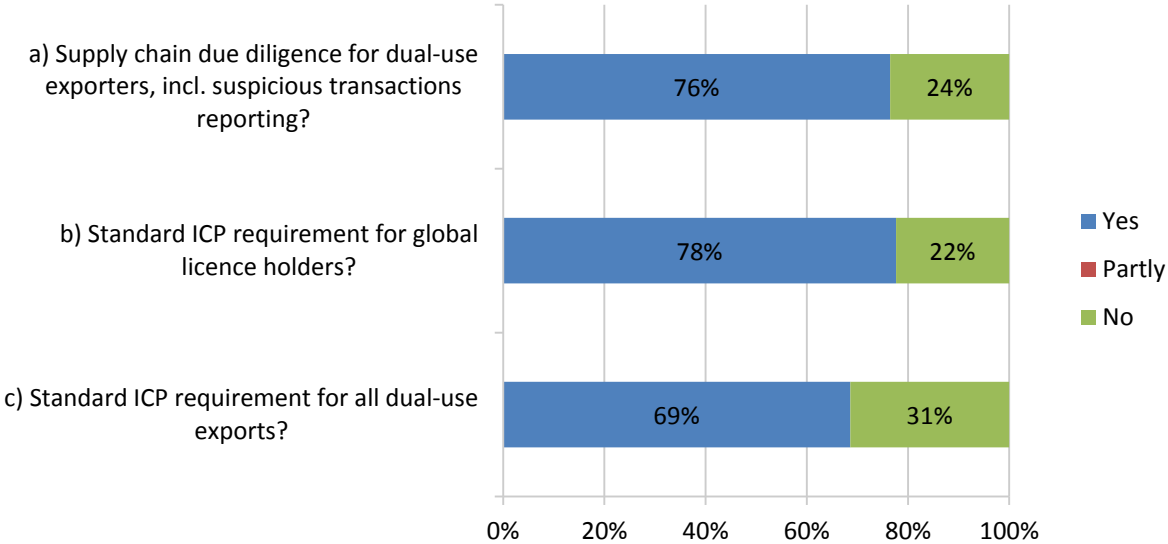 a) Supply chain due diligence for dual-use
exporters, incl. suspicious transactions
reporting?
76%
24%
b) Standard ICP requirement for global
licence holders?
78%
22%
c) Standard ICP requirement for all dual-use
exports?
69%
31%
Yes
Partly
No
0%
20%
40%
60%
80%
100%